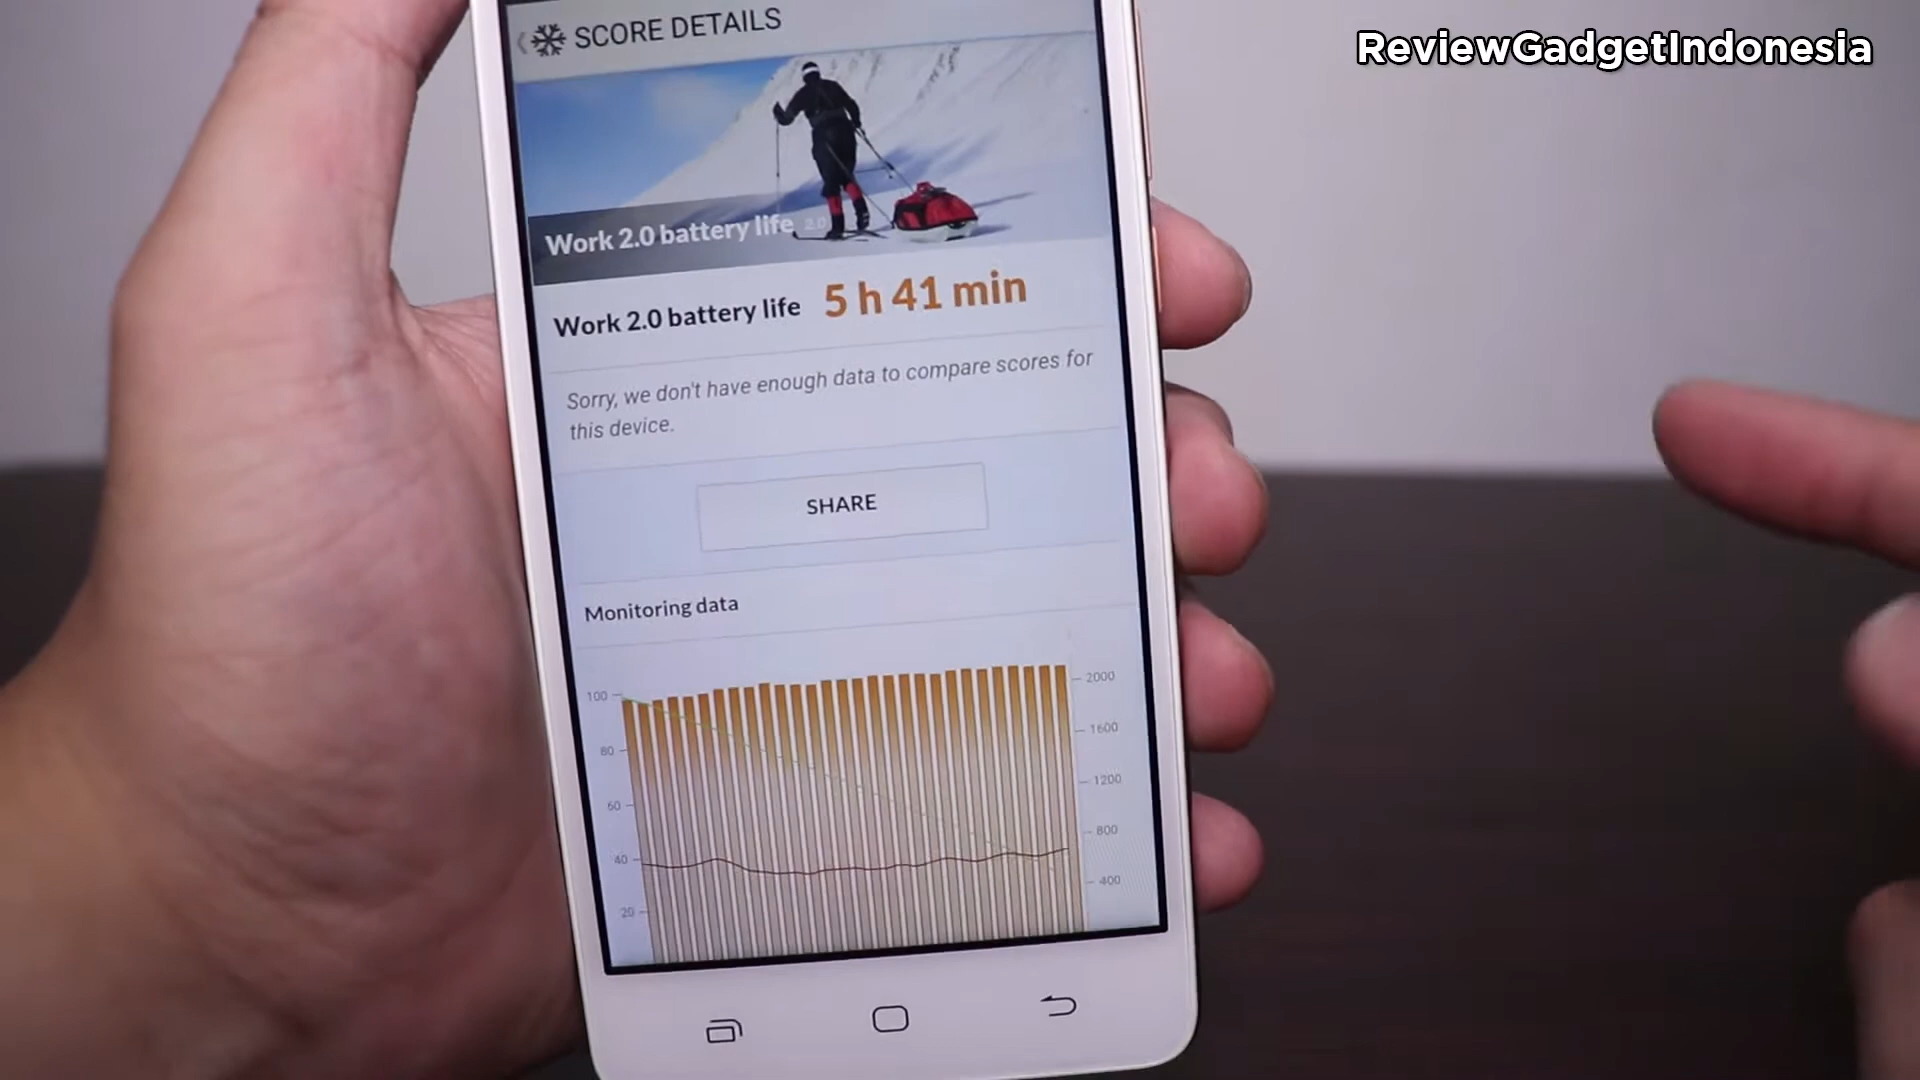 ReviewGadgetIndonesia
SCORE DETAILS
Work 2.0 battery life 2.0
Work 2.0 battery life 5 h 41 min
Sorry, we don't have enough data to compare scores for
this device.
SHARE
Monitoring data
100
80
60
40
20
2000
1600
1200
800
400